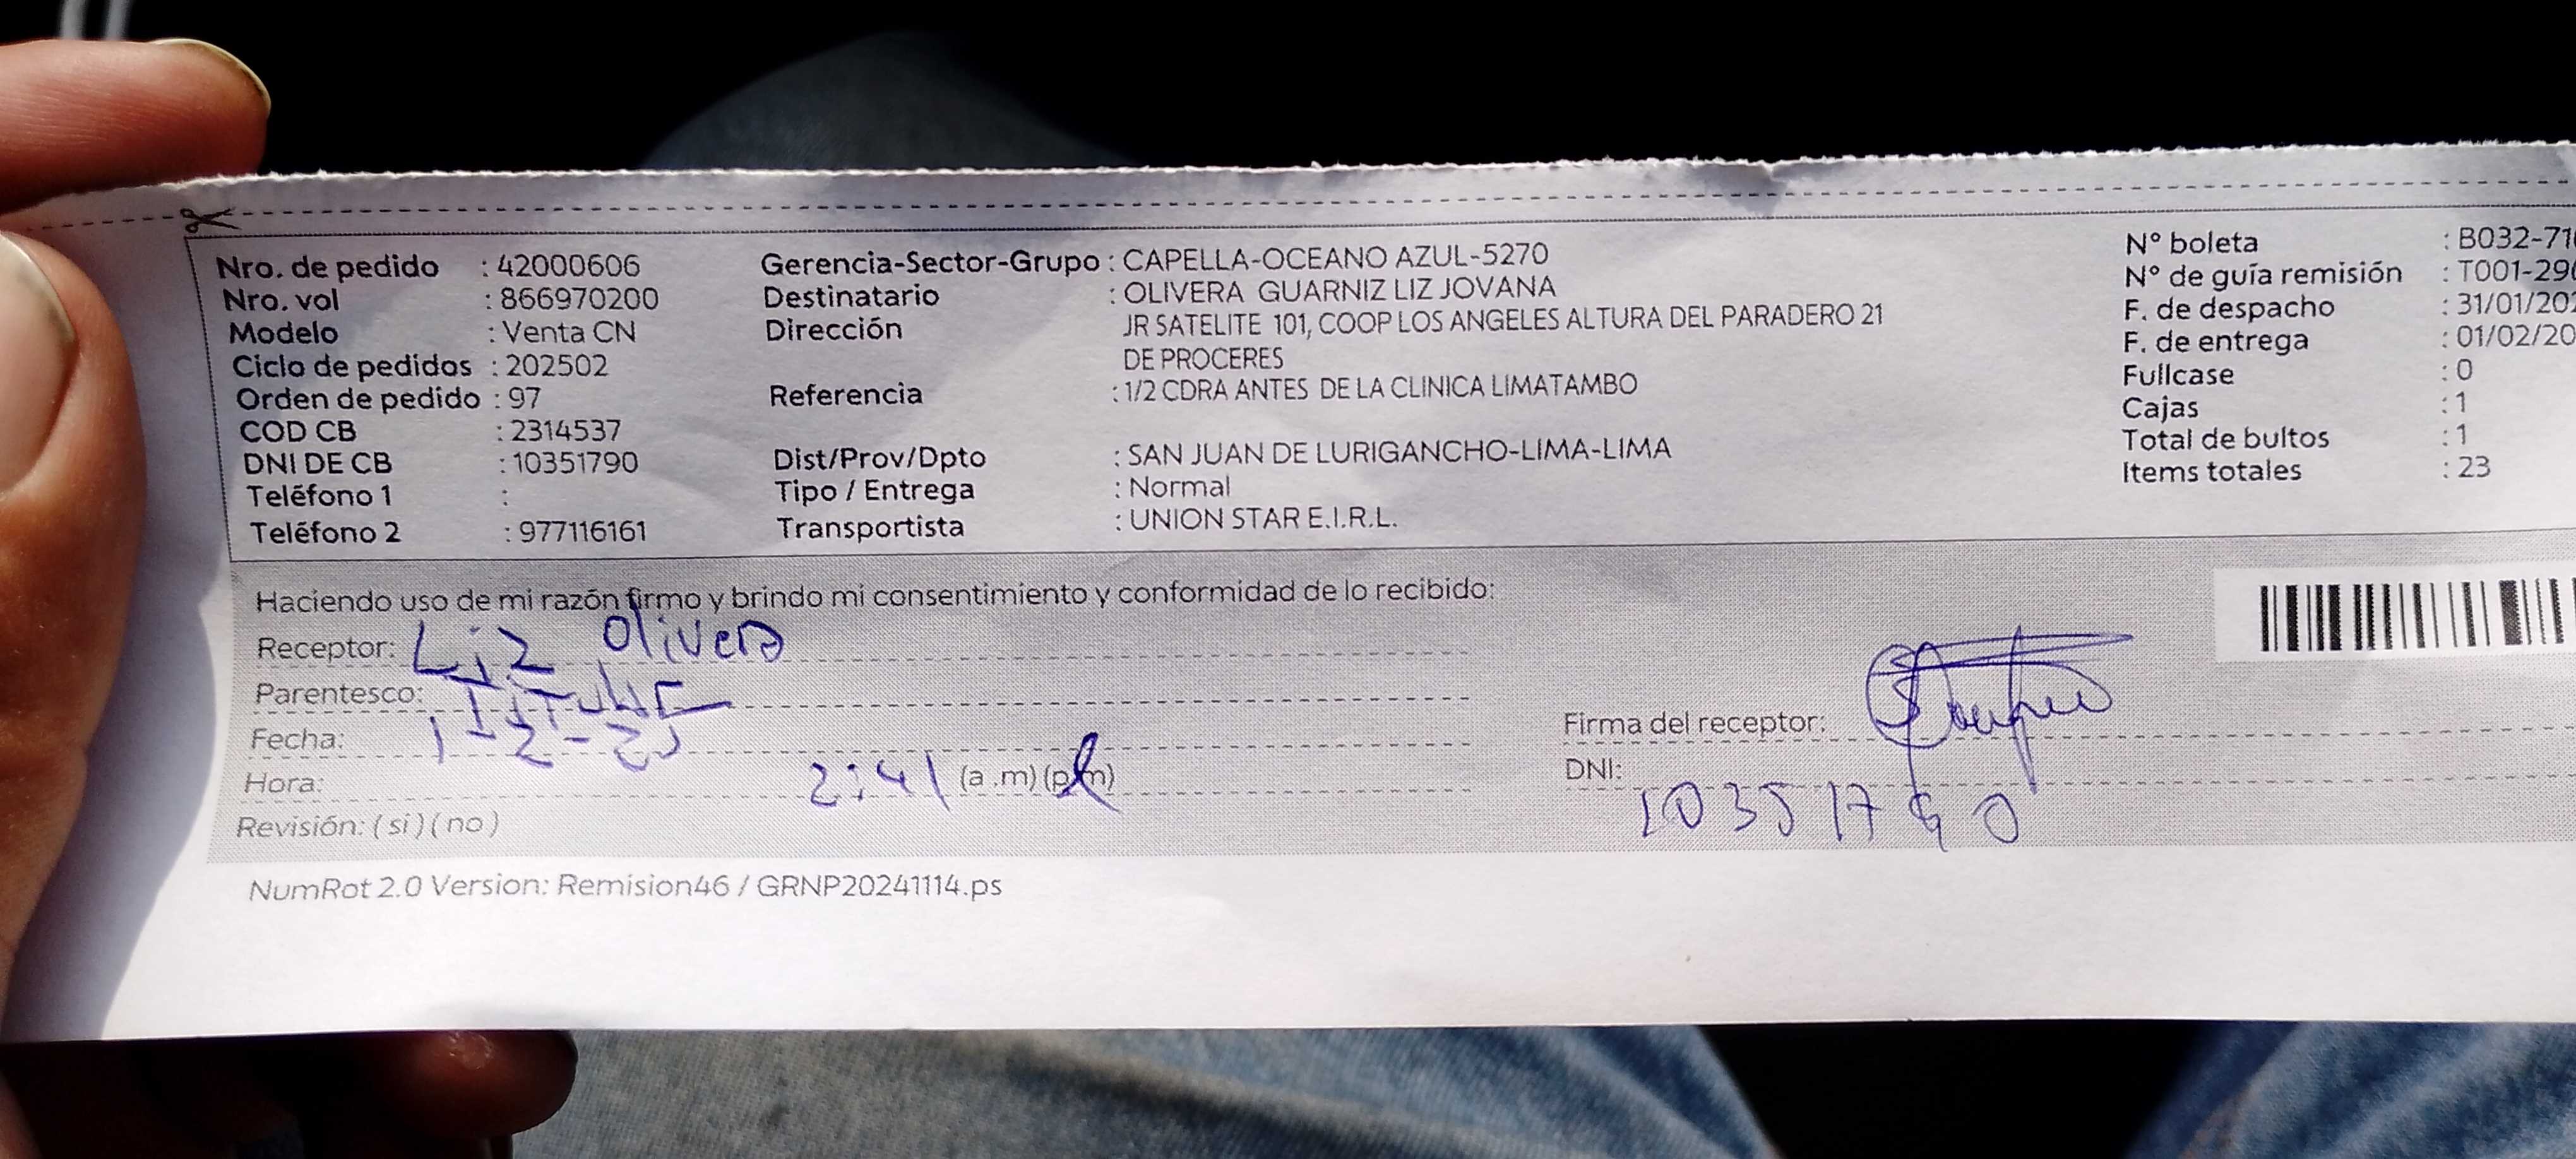 Nro. de pedido : 42000606
Nro. vol : 866970200
Modelo : Venta CN
Ciclo de pedidos : 202502
Orden de pedido : 97
COD CB : 2314537
DNI DE CB : 10351790
Teléfono 1 :
Teléfono 2 : 977116161
Gerencia-Sector-Grupo : CAPELLA-OCEANO AZUL-5270
Destinatario : OLIVERA GUARNIZ LIZ JOVANA
Dirección JR SATELITE 101, COOP LOS ANGELES ALTURA DEL PARADERO 21
DE PROCERES
Referencia : 1/2 CDRA ANTES DE LA CLINICA LIMATAMBO
Dist/Prov/Dpto : SAN JUAN DE LURIGANCHO-LIMA-LIMA
Tipo / Entrega : Normal
Transportista : UNION STAR E.I.R.L.
N° boleta : B032-71
N° de guía remisión : T001-29
F. de despacho : 31/01/20
F. de entrega : 01/02/20
Fullcase : 0
Cajas : 1
Total de bultos : 1
Items totales : 23
Haciendo uso de mi razón firmo y brindo mi consentimiento y conformidad de lo recibido:
Receptor: Liz Olivera
Parentesco:
Fecha: 1-2-25
Hora: 2:41 (a.m) (p.m)
Revisión: ( si ) ( no )
Firma del receptor:
DNI: 10351790
NumRot 2.0 Version: Remision46 / GRNP20241114.ps